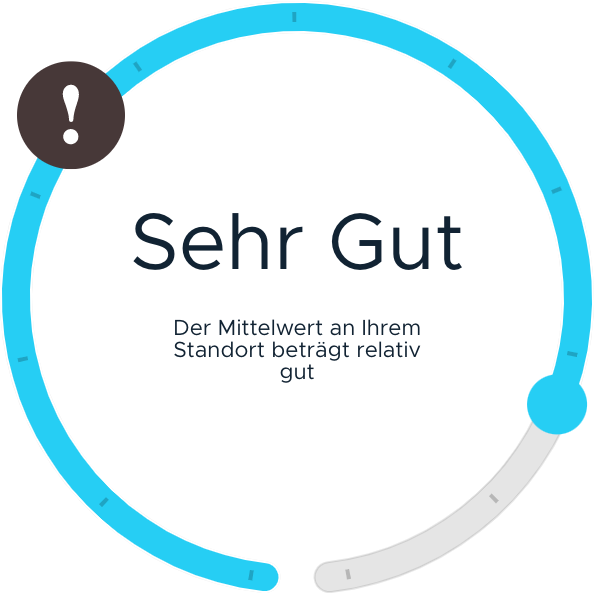 !
Sehr Gut
Der Mittelwert an Ihrem
Standort beträgt relativ
gut